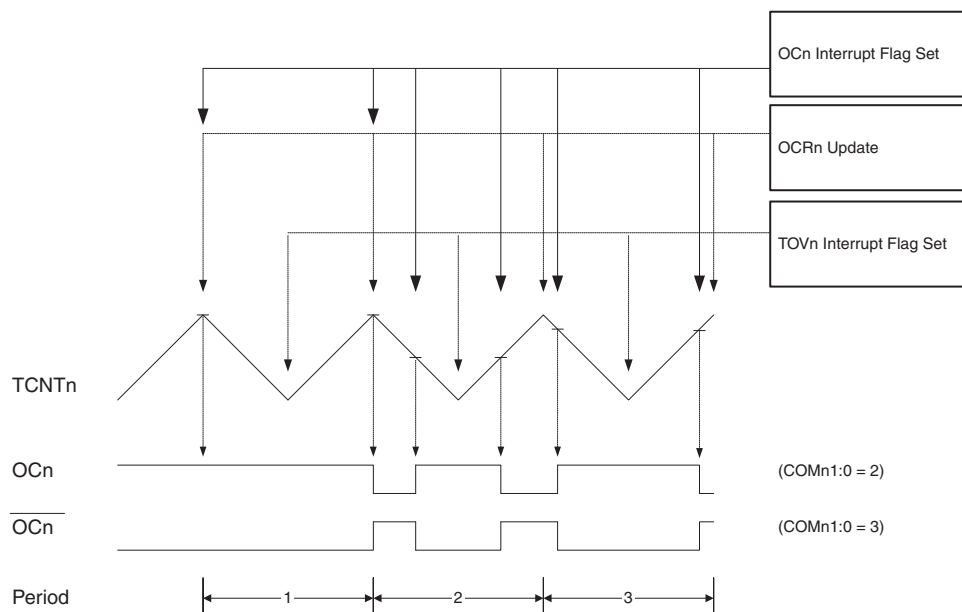 OCn Interrupt Flag Set
OCRn Update
TOVn Interrupt Flag Set
TCNTn
OCn
(COMn1:0 = 2)
OCn
(COMn1:0 = 3)
Period
1
2
3